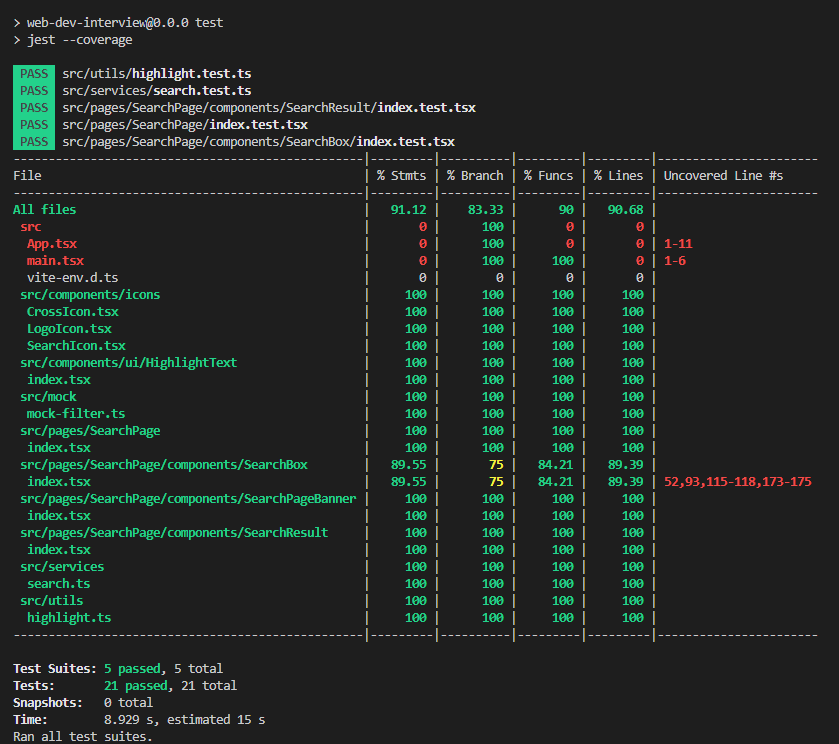 > web-dev-interview@0.0.0 test
> jest --coverage
PASS src/utils/highlight.test.ts
PASS src/services/search.test.ts
PASS src/pages/SearchPage/components/SearchResult/index.test.tsx
PASS src/pages/SearchPage/index.test.tsx
PASS src/pages/SearchPage/components/SearchBox/index.test.tsx
--------------------------------------------------|---------|----------|---------|---------|----------------------
File                                              | % Stmts | % Branch | % Funcs | % Lines | Uncovered Line #s
--------------------------------------------------|---------|----------|---------|---------|----------------------
All files                                         |   91.12 |    83.33 |      90 |   90.68 |
 src                                              |       0 |      100 |       0 |       0 |
  App.tsx                                         |       0 |      100 |       0 |       0 | 1-11
  main.tsx                                        |       0 |      100 |     100 |       0 | 1-6
  vite-env.d.ts                                   |       0 |        0 |       0 |       0 |
 src/components/icons                             |     100 |      100 |     100 |     100 |
  CrossIcon.tsx                                   |     100 |      100 |     100 |     100 |
  LogoIcon.tsx                                    |     100 |      100 |     100 |     100 |
  SearchIcon.tsx                                  |     100 |      100 |     100 |     100 |
 src/components/ui/HighlightText                  |     100 |      100 |     100 |     100 |
  index.tsx                                       |     100 |      100 |     100 |     100 |
 src/mock                                         |     100 |      100 |     100 |     100 |
  mock-filter.ts                                  |     100 |      100 |     100 |     100 |
 src/pages/SearchPage                             |     100 |      100 |     100 |     100 |
  index.tsx                                       |     100 |      100 |     100 |     100 |
 src/pages/SearchPage/components/SearchBox        |   89.55 |       75 |   84.21 |   89.39 |
  index.tsx                                       |   89.55 |       75 |   84.21 |   89.39 | 52,93,115-118,173-175
 src/pages/SearchPage/components/SearchPageBanner |     100 |      100 |     100 |     100 |
  index.tsx                                       |     100 |      100 |     100 |     100 |
 src/pages/SearchPage/components/SearchResult     |     100 |      100 |     100 |     100 |
  index.tsx                                       |     100 |      100 |     100 |     100 |
 src/services                                     |     100 |      100 |     100 |     100 |
  search.ts                                       |     100 |      100 |     100 |     100 |
 src/utils                                        |     100 |      100 |     100 |     100 |
  highlight.ts                                    |     100 |      100 |     100 |     100 |
--------------------------------------------------|---------|----------|---------|---------|----------------------
Test Suites: 5 passed, 5 total
Tests:       21 passed, 21 total
Snapshots:   0 total
Time:        8.929 s, estimated 15 s
Ran all test suites.